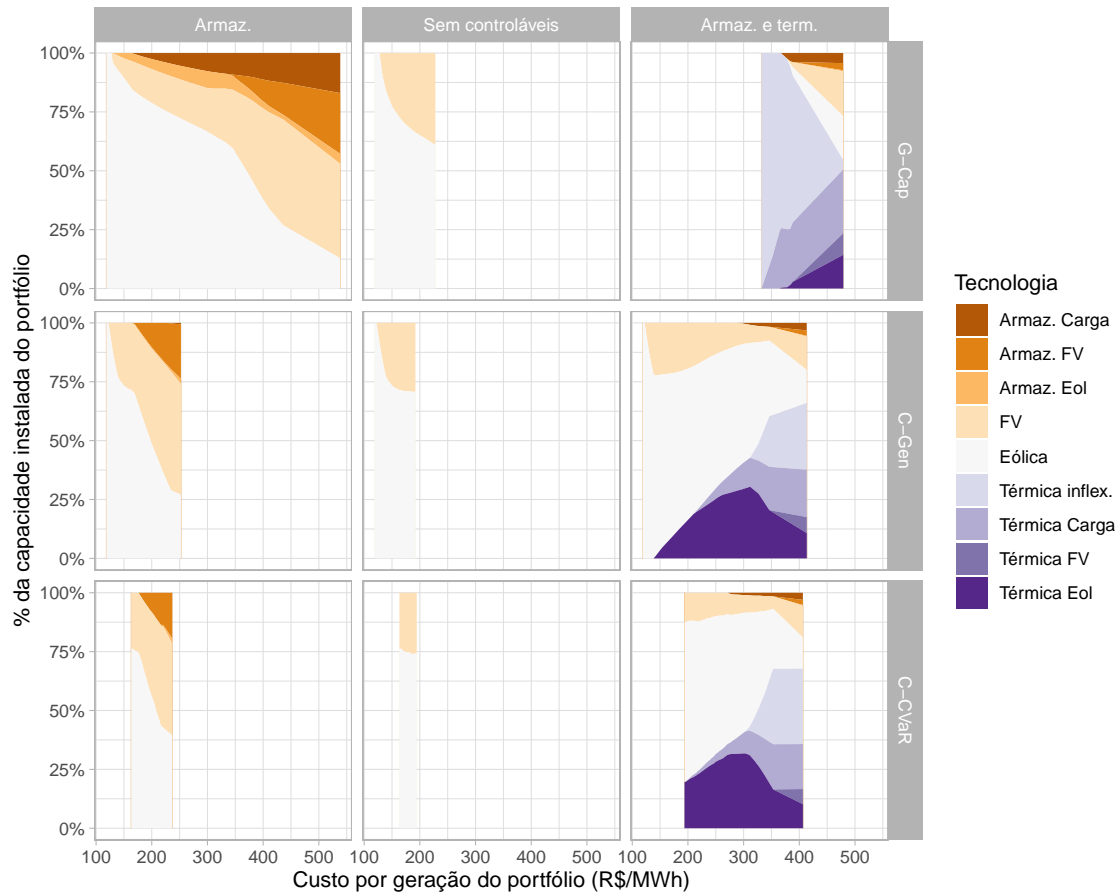 Armaz.
Sem controláveis
Armaz. e term.
100%
75%
50%
25%
0%
G−Cap
100%
75%
50%
25%
0%
C−Gen
100%
75%
50%
25%
0%
C−CVaR
100 200 300 400 500
100 200 300 400 500
100 200 300 400 500
Custo por geração do portfólio (R$/MWh)
% da capacidade instalada do portfólio
Tecnologia
Armaz. Carga
Armaz. FV
Armaz. Eol
FV
Eólica
Térmica inflex.
Térmica Carga
Térmica FV
Térmica Eol